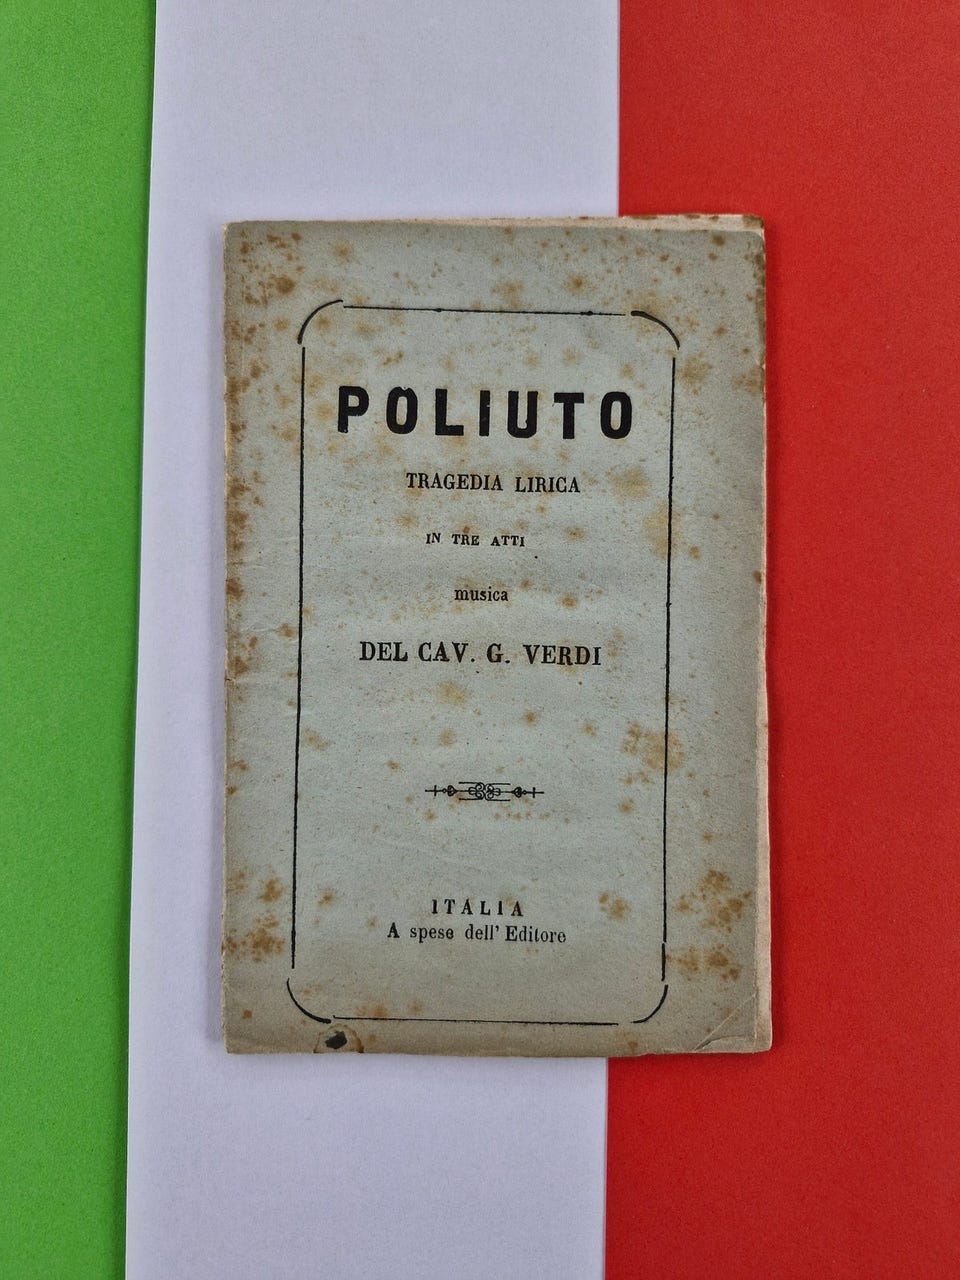 POLIUTO
TRAGEDIA LIRICA
IN TRE ATTI
musica
DEL CAV. G. VERDI
ITALIA
A spese dell' Editore